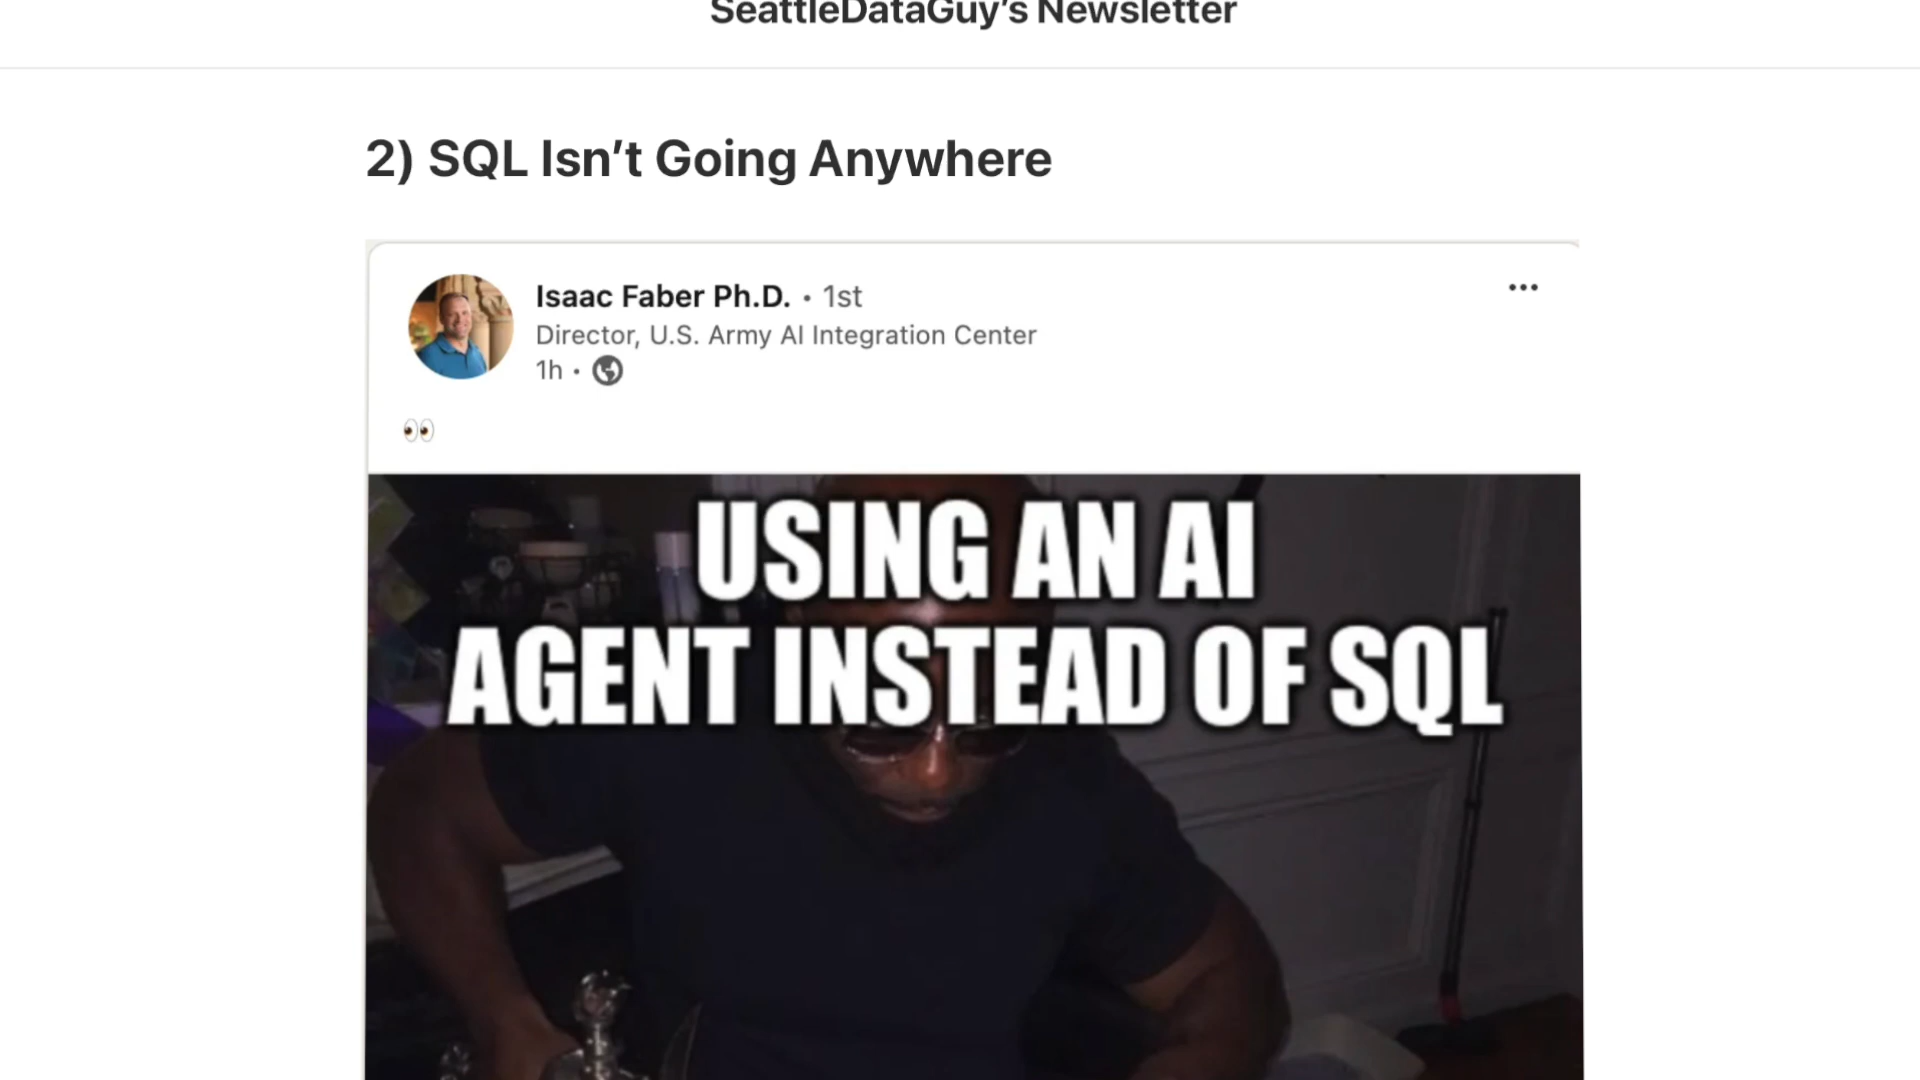 SeattleDataGuy’s Newsletter
2) SQL Isn’t Going Anywhere
Isaac Faber Ph.D. • 1st
Director, U.S. Army AI Integration Center
1h •
USING AN AI
AGENT INSTEAD OF SQL